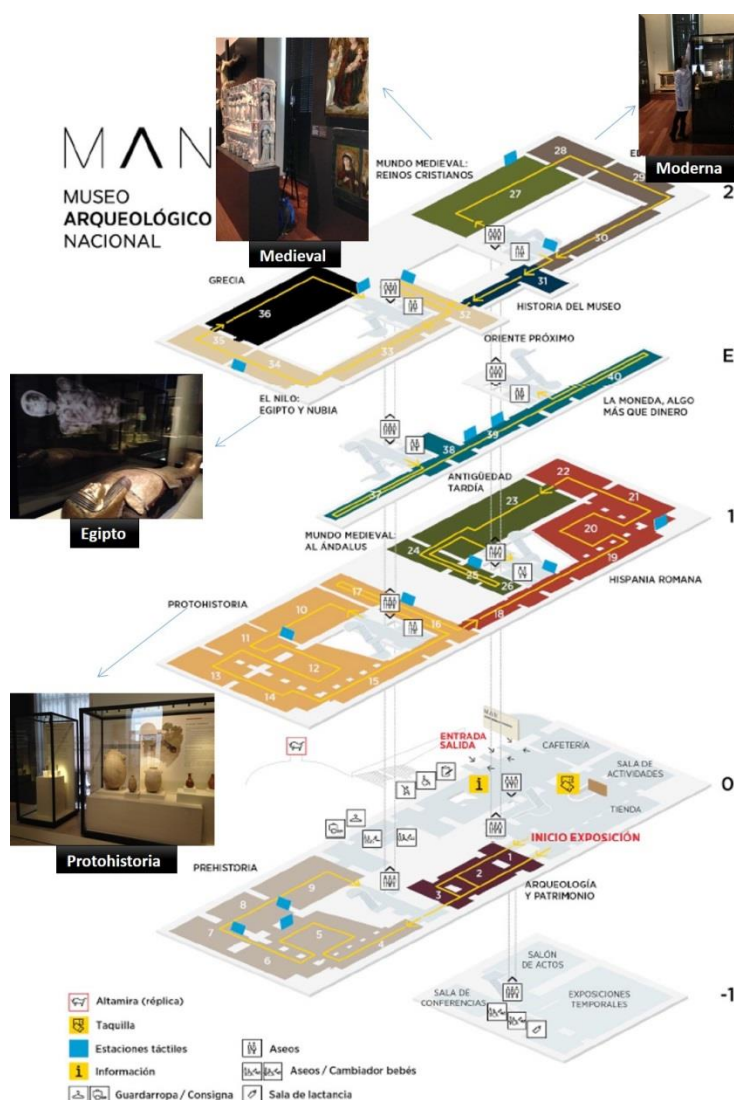 MAN
MUSEO
ARQUEOLÓGICO
NACIONAL
Medieval
Moderna
MUNDO MEDIEVAL:
REINOS CRISTIANOS
28
27
29
30
31
2
GRECIA
36
35
34
33
32
HISTORIA DEL MUSEO
ORIENTE PRÓXIMO
EL NILO:
EGIPTO Y NUBIA
E
40
39
38
37
LA MONEDA, ALGO
MÁS QUE DINERO
Egipto
ANTIGÜEDAD
TARDÍA
MUNDO MEDIEVAL:
AL ÁNDALUS
22
23
21
20
24
25
26
19
18
1
HISPANIA ROMANA
PROTOHISTORIA
17
10
16
11
12
13
14
15
Protohistoria
MAN
ENTRADA
SALIDA
CAFETERÍA
SALA DE
ACTIVIDADES
TIENDA
0
i
INICIO EXPOSICIÓN
PREHISTORIA
1
2
3
ARQUEOLOGÍA
Y PATRIMONIO
9
8
7
6
5
4
SALÓN
DE ACTOS
SALA DE
CONFERENCIAS
EXPOSICIONES
TEMPORALES
-1
Altamira (réplica)
Taquilla
Estaciones táctiles
Aseos
i Información
Aseos / Cambiador bebés
Guardarropa / Consigna
Sala de lactancia